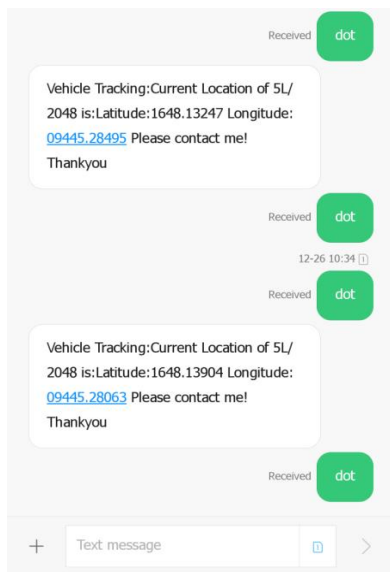 Received dot
Vehicle Tracking:Current Location of 5L/
2048 is:Latitude:1648.13247 Longitude:
09445.28495 Please contact me!
Thankyou
Received dot
12-26 10:34 1
Received dot
Vehicle Tracking:Current Location of 5L/
2048 is:Latitude:1648.13904 Longitude:
09445.28063 Please contact me!
Thankyou
Received dot
Text message 1